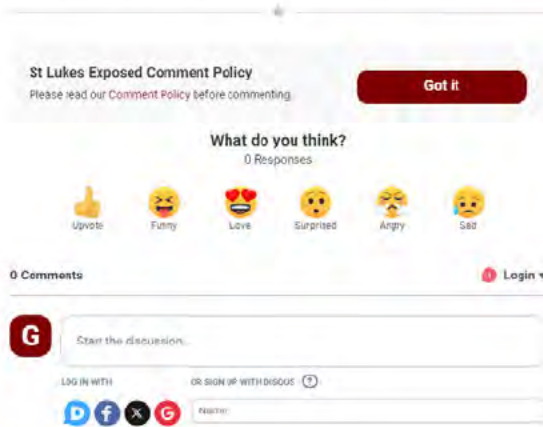 St Lukes Exposed Comment Policy
Please read our Comment Policy before commenting.
Got it
What do you think?
0 Responses
Upvote
Funny
Love
Surprised
Angry
Sad
0 Comments
1
Login
G
Start the discussion...
LOG IN WITH
OR SIGN UP WITH DISQUS ?
D f X G
Name